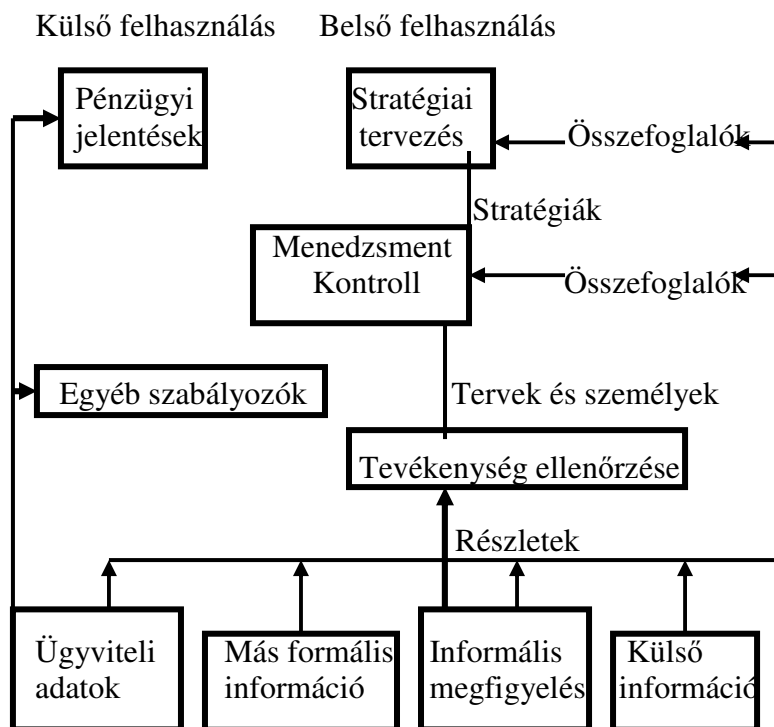 Külső felhasználás
Belső felhasználás
Pénzügyi
jelentések
Stratégiai
tervezés
Összefoglalók
Stratégiák
Menedzsment
Kontroll
Összefoglalók
Egyéb szabályozók
Tervek és személyek
Tevékenység ellenőrzése
Részletek
Ügyviteli
adatok
Más formális
információ
Informális
megfigyelés
Külső
információ